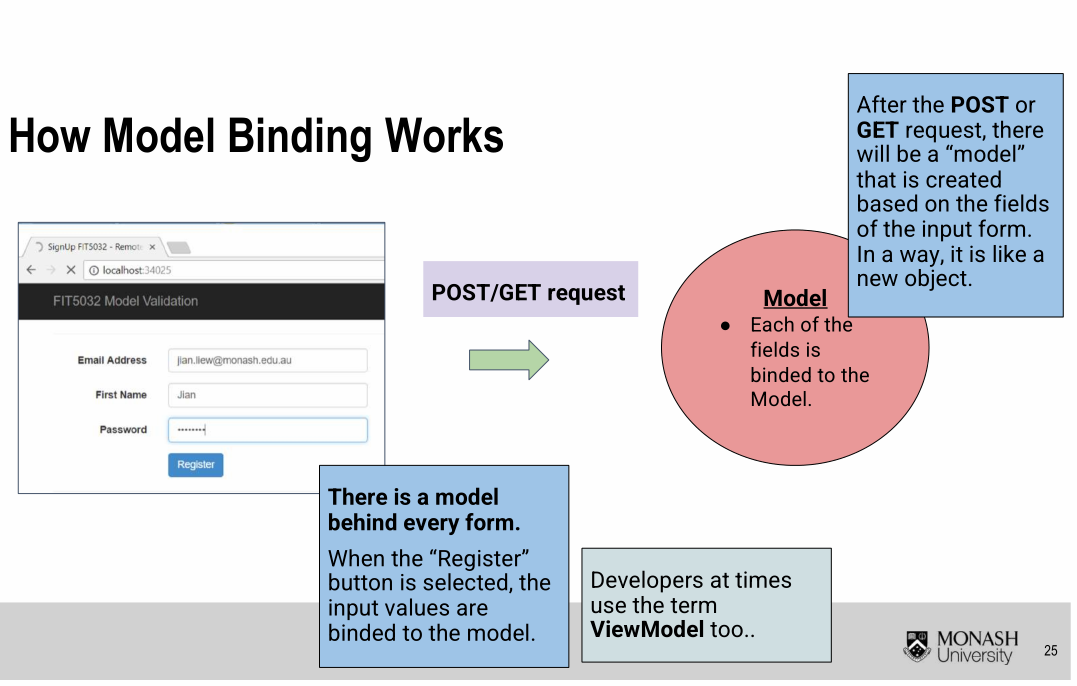 How Model Binding Works
SignUp FIT5032 - Remote
localhost:34025
FIT5032 Model Validation
Email Address
jian.liew@monash.edu.au
First Name
Jian
Password
••••••••
Register
POST/GET request
Model
● Each of the
fields is
binded to the
Model.
After the POST or
GET request, there
will be a “model”
that is created
based on the fields
of the input form.
In a way, it is like a
new object.
There is a model
behind every form.
When the “Register”
button is selected, the
input values are
binded to the model.
Developers at times
use the term
ViewModel too..
MONASH
University
25